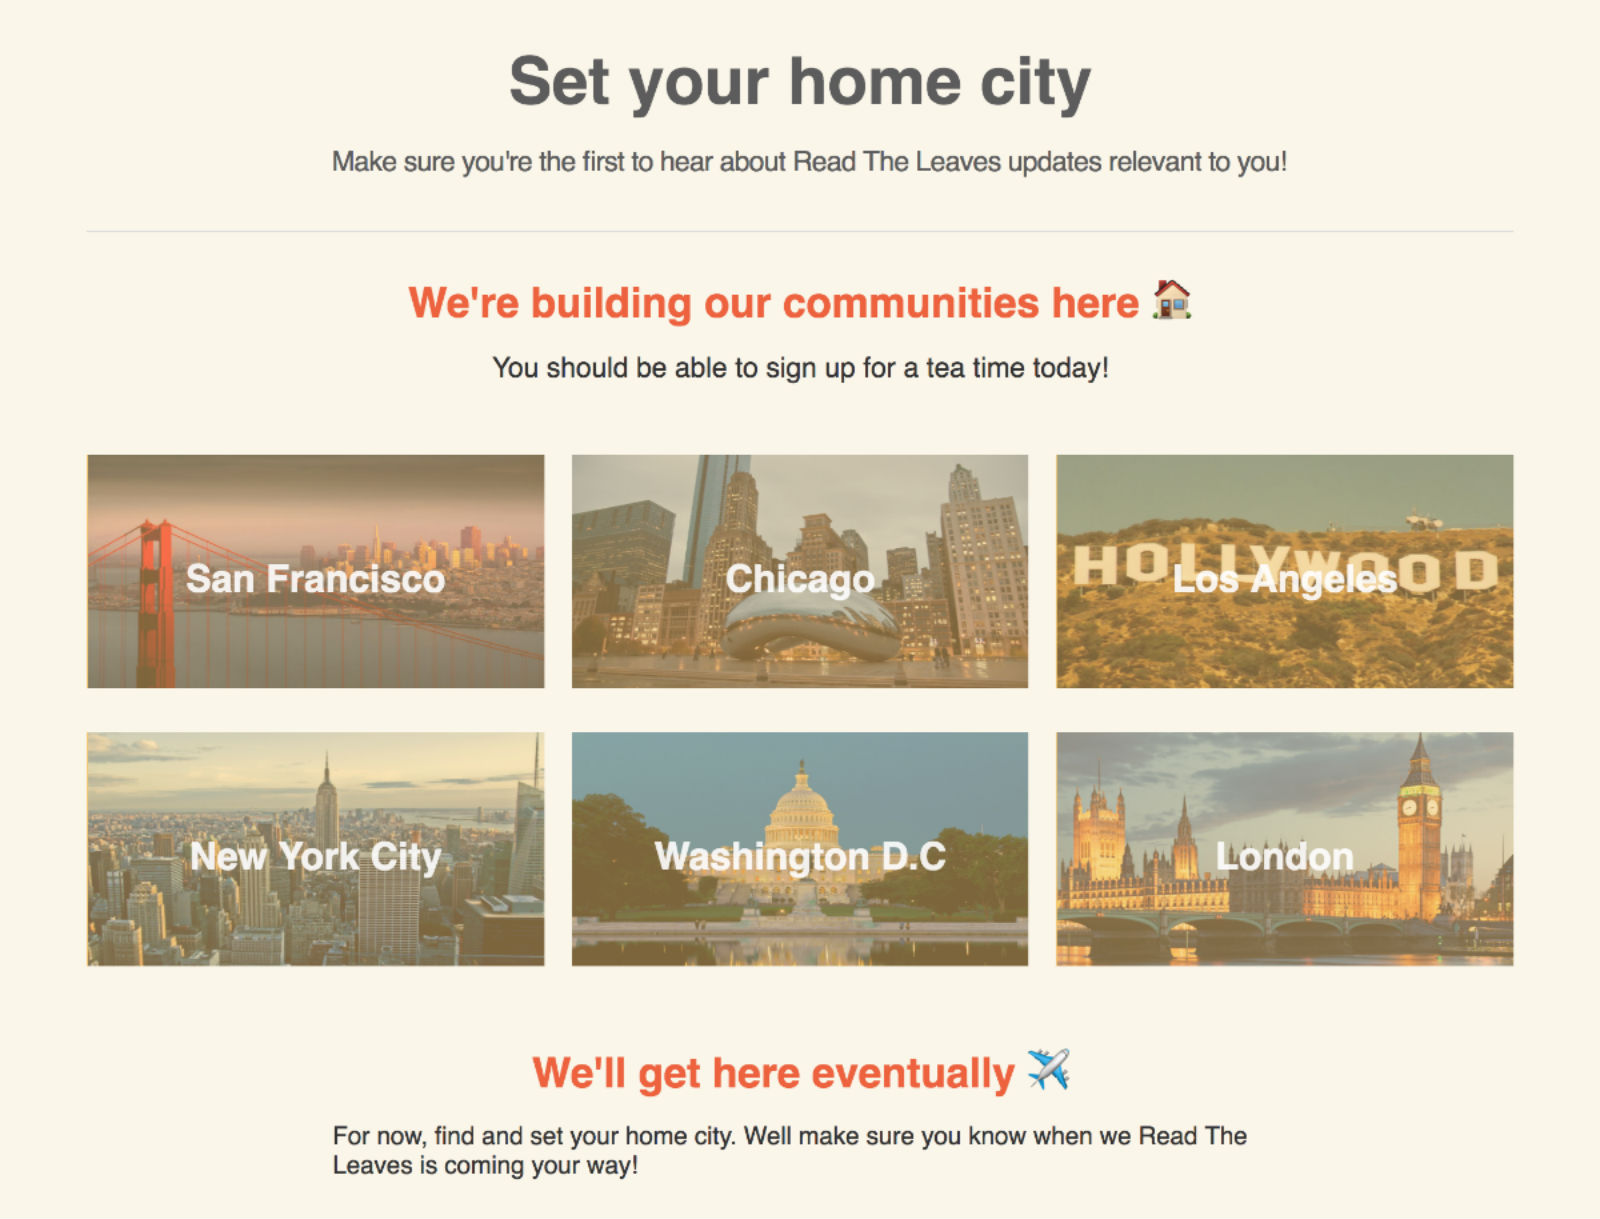 Set your home city
Make sure you're the first to hear about Read The Leaves updates relevant to you!
We're building our communities here 🏠
You should be able to sign up for a tea time today!
San Francisco
Chicago
HOLLYWOOD
Los Angeles
New York City
Washington D.C
London
We'll get here eventually ✈️
For now, find and set your home city. Well make sure you know when we Read The
Leaves is coming your way!